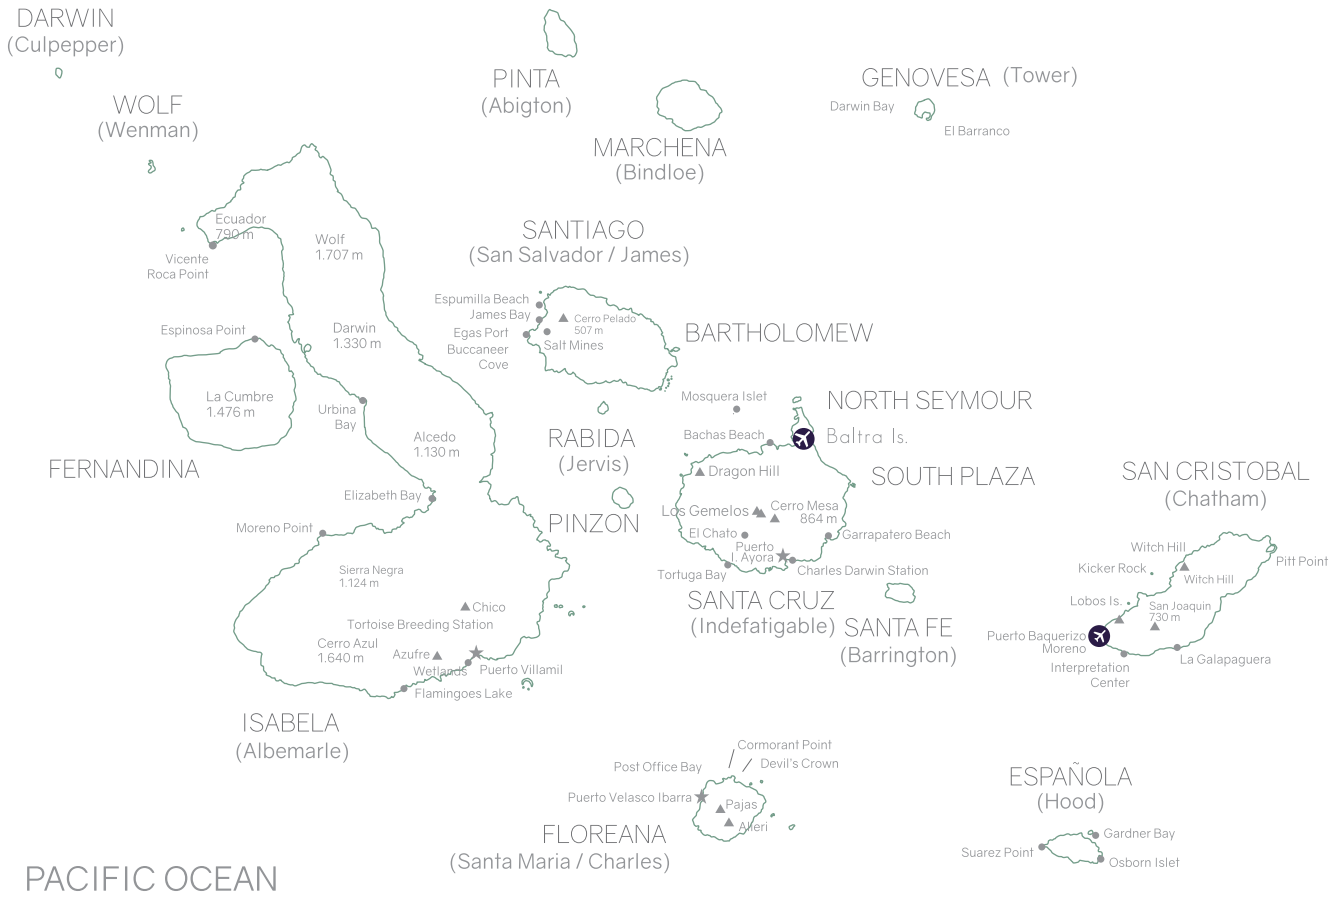 DARWIN
(Culpepper)
WOLF
(Wenman)
PINTA
(Abigton)
MARCHENA
(Bindloe)
GENOVESA (Tower)
Darwin Bay
El Barranco
Ecuador
790 m
Vicente
Roca Point
Wolf
1.707 m
Espinosa Point
Darwin
1.330 m
La Cumbre
1.476 m
Urbina
Bay
FERNANDINA
Alcedo
1.130 m
Elizabeth Bay
Moreno Point
Sierra Negra
1.124 m
Chico
Tortoise Breeding Station
Cerro Azul
1.640 m
Azufre
Wetlands
Puerto Villamil
Flamingoes Lake
ISABELA
(Albemarle)
SANTIAGO
(San Salvador / James)
Espumilla Beach
James Bay
Egas Port
Buccaneer
Cove
Cerro Pelado
507 m
Salt Mines
BARTHOLOMEW
RABIDA
(Jervis)
PINZON
Mosquera Islet
NORTH SEYMOUR
Bachas Beach
Baltra Is.
Dragon Hill
SOUTH PLAZA
Los Gemelos
Cerro Mesa
864 m
El Chato
Puerto
I. Ayora
Garrapatero Beach
Tortuga Bay
Charles Darwin Station
SANTA CRUZ
(Indefatigable)
SANTA FE
(Barrington)
SAN CRISTOBAL
(Chatham)
Witch Hill
Pitt Point
Kicker Rock
Witch Hill
Lobos Is.
San Joaquin
730 m
Puerto Baquerizo
Moreno
La Galapaguera
Interpretation
Center
Cormorant Point
Devil's Crown
Post Office Bay
Puerto Velasco Ibarra
Pajas
Alieri
FLOREANA
(Santa Maria / Charles)
ESPAÑOLA
(Hood)
Gardner Bay
Suarez Point
Osborn Islet
PACIFIC OCEAN